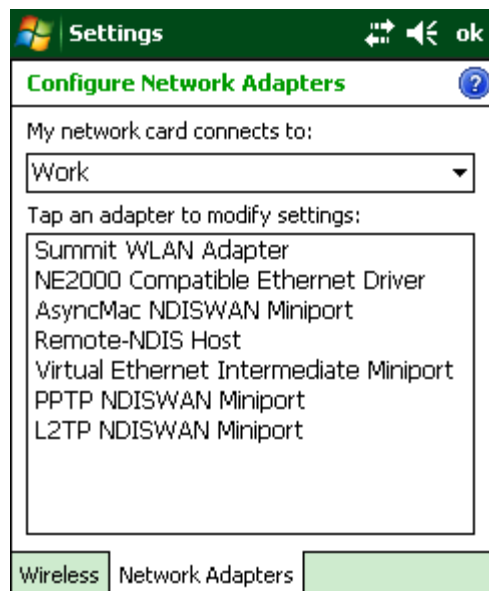 Settings
ok
Configure Network Adapters
?
My network card connects to:
Work
Tap an adapter to modify settings:
Summit WLAN Adapter
NE2000 Compatible Ethernet Driver
AsyncMac NDISWAN Miniport
Remote-NDIS Host
Virtual Ethernet Intermediate Miniport
PPTP NDISWAN Miniport
L2TP NDISWAN Miniport
Wireless
Network Adapters